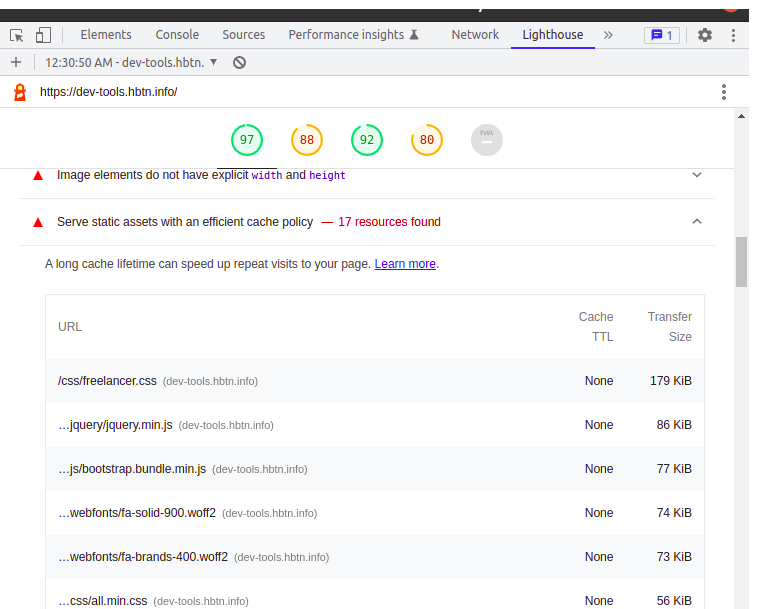 Elements Console Sources Performance insights Network Lighthouse » 1
+ 12:30:50 AM - dev-tools.hbtn. ▼
https://dev-tools.hbtn.info/
97 88 92 80 PWA
Image elements do not have explicit width and height
Serve static assets with an efficient cache policy — 17 resources found
A long cache lifetime can speed up repeat visits to your page. Learn more.
URL Cache TTL Transfer Size
/css/freelancer.css (dev-tools.hbtn.info) None 179 KiB
…jquery/jquery.min.js (dev-tools.hbtn.info) None 86 KiB
…js/bootstrap.bundle.min.js (dev-tools.hbtn.info) None 77 KiB
…webfonts/fa-solid-900.woff2 (dev-tools.hbtn.info) None 74 KiB
…webfonts/fa-brands-400.woff2 (dev-tools.hbtn.info) None 73 KiB
…css/all.min.css (dev-tools.hbtn.info) None 56 KiB